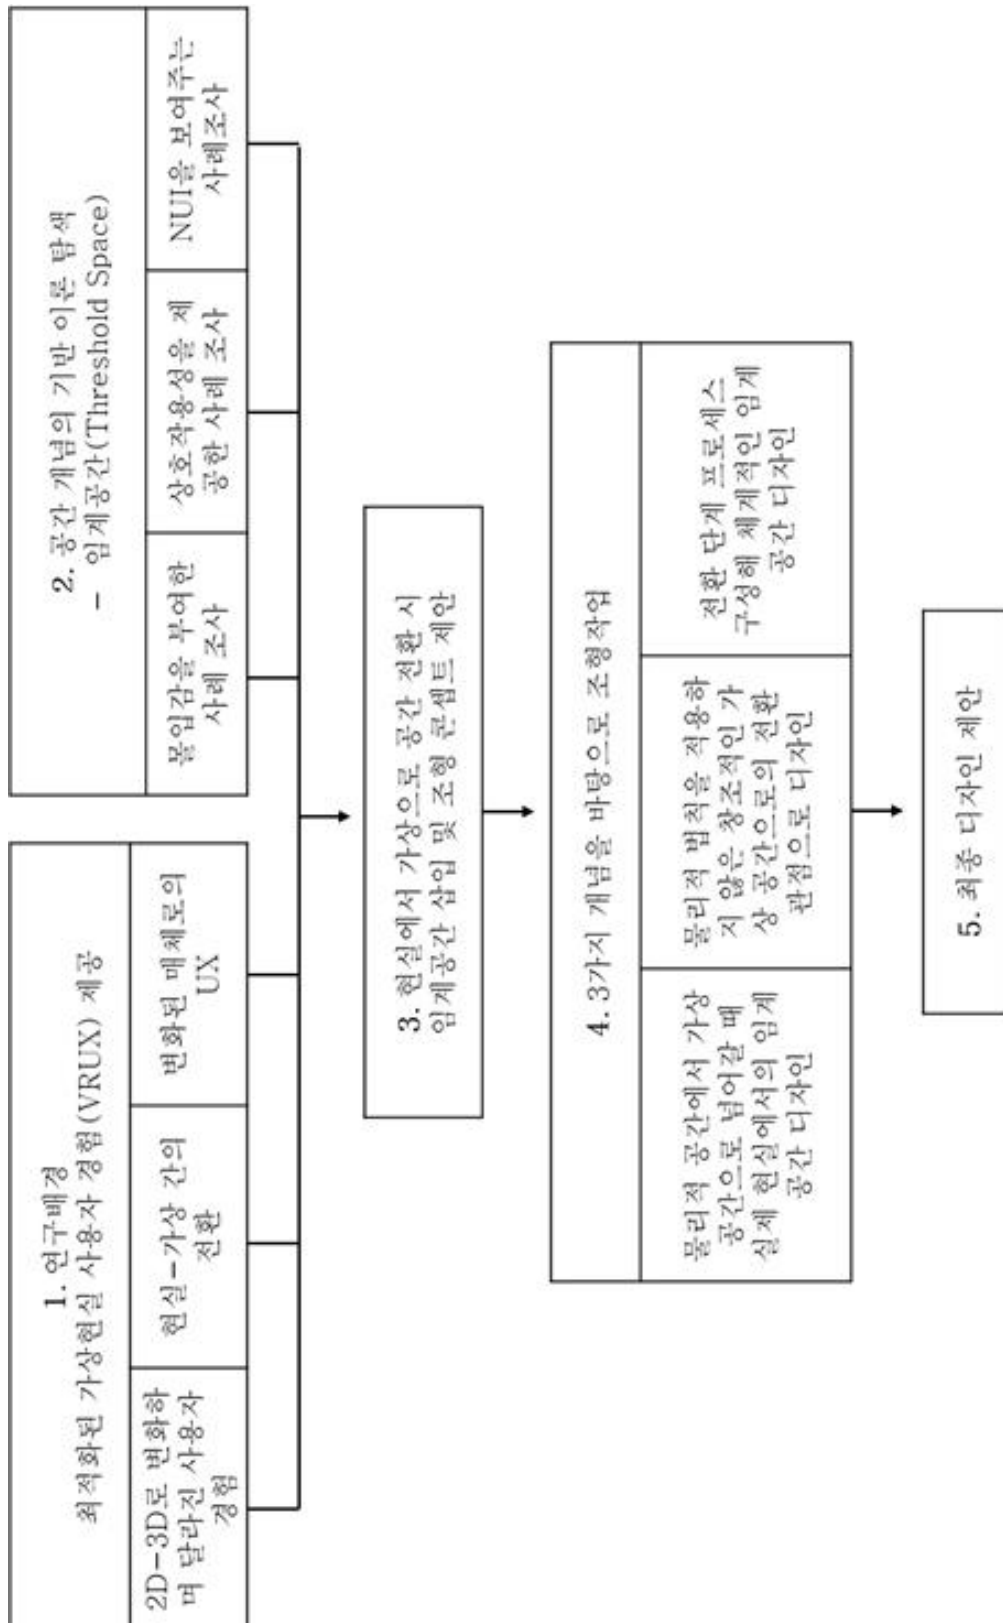 1. 연구배경
최적화된 가상현실 사용자 경험(VRUX) 제공
2D-3D로 변화하
며 달라진 사용자
경험
현실-가상 간의
전환
변화된 매체로의
UX
2. 공간 개념의 기반 이론 탐색
- 임계공간(Threshold Space)
몰입감을 부여한
사례 조사
상호작용성을 제
공한 사례 조사
NUI을 보여주는
사례조사
3. 현실에서 가상으로 공간 전환 시
임계공간 삽입 및 조형 콘셉트 제안
4. 3가지 개념을 바탕으로 조형작업
물리적 공간에서 가상
공간으로 넘어갈 때
실제 현실에서의 임계
공간 디자인
물리적 법칙을 적용하
지 않은 창조적인 가
상 공간으로의 전환
관점으로 디자인
전환 단계 프로세스
구성해 체계적인 임계
공간 디자인
5. 최종 디자인 제안